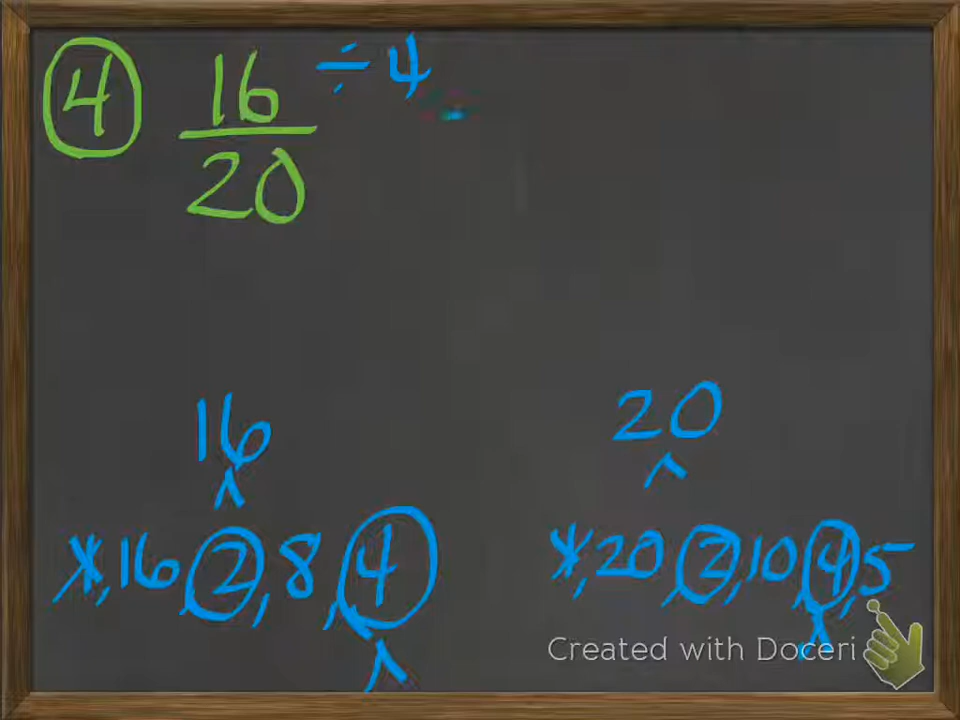 4 16 ÷ 4
20
16 20
1, 16, 2, 8, 4 1, 20, 2, 10, 4, 5
Created with Doceri